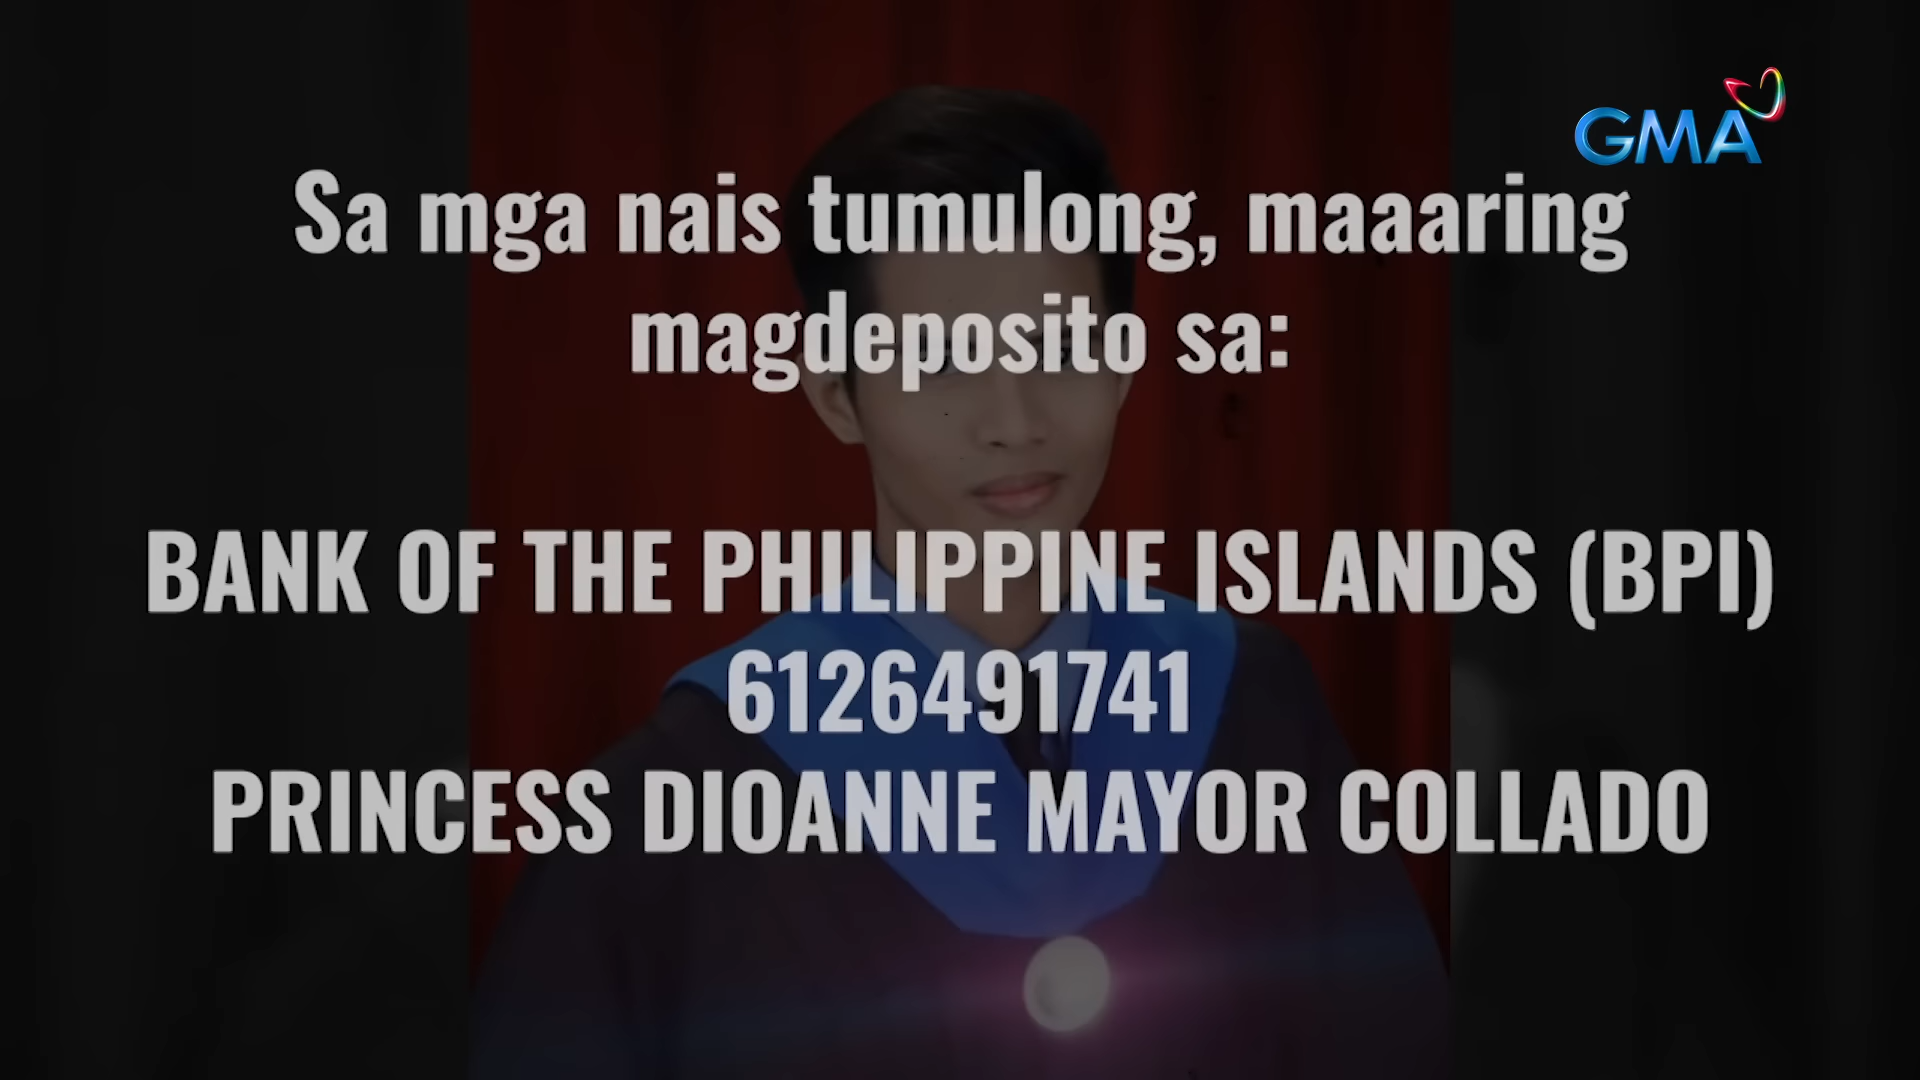 GMA
Sa mga nais tumulong, maaaring
magdeposito sa:
BANK OF THE PHILIPPINE ISLANDS (BPI)
6126491741
PRINCESS DIOANNE MAYOR COLLADO